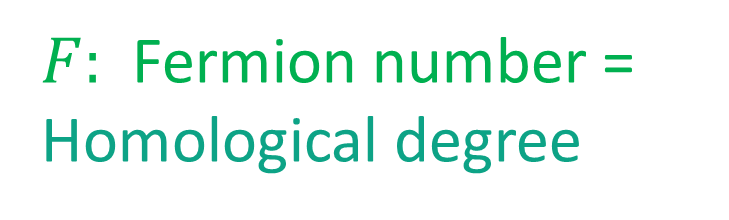 F: Fermion number =
Homological degree